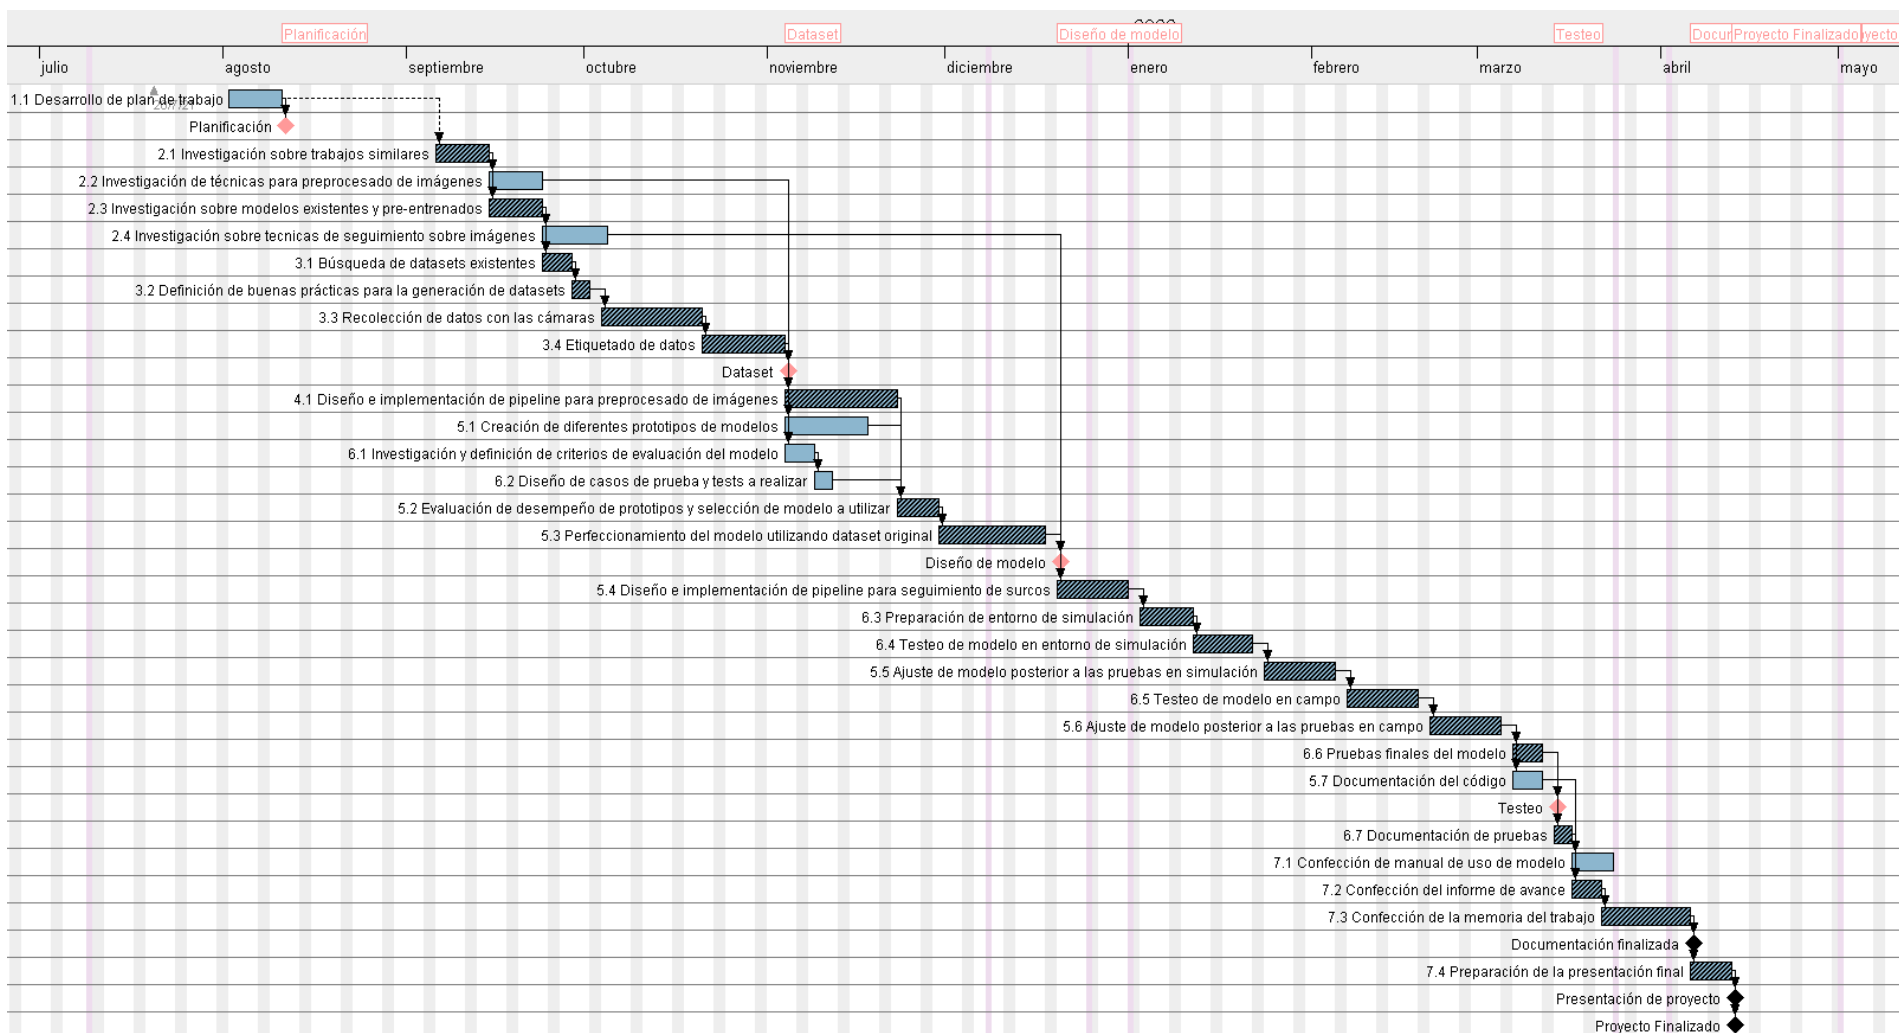 Planificación Dataset Diseño de modelo Testeo Proyecto Finalizado
julio agosto septiembre octubre noviembre diciembre enero febrero marzo abril mayo
1.1 Desarrollo de plan de trabajo
Planificación
2.1 Investigación sobre trabajos similares
2.2 Investigación de técnicas para preprocesado de imágenes
2.3 Investigación sobre modelos existentes y pre-entrenados
2.4 Investigación sobre tecnicas de seguimiento sobre imágenes
3.1 Búsqueda de datasets existentes
3.2 Definición de buenas prácticas para la generación de datasets
3.3 Recolección de datos con las cámaras
3.4 Etiquetado de datos
Dataset
4.1 Diseño e implementación de pipeline para preprocesado de imágenes
5.1 Creación de diferentes prototipos de modelos
6.1 Investigación y definición de criterios de evaluación del modelo
6.2 Diseño de casos de prueba y tests a realizar
5.2 Evaluación de desempeño de prototipos y selección de modelo a utilizar
5.3 Perfeccionamiento del modelo utilizando dataset original
Diseño de modelo
5.4 Diseño e implementación de pipeline para seguimiento de surcos
6.3 Preparación de entorno de simulación
6.4 Testeo de modelo en entorno de simulación
5.5 Ajuste de modelo posterior a las pruebas en simulación
6.5 Testeo de modelo en campo
5.6 Ajuste de modelo posterior a las pruebas en campo
6.6 Pruebas finales del modelo
5.7 Documentación del código
Testeo
6.7 Documentación de pruebas
7.1 Confección de manual de uso de modelo
7.2 Confección del informe de avance
7.3 Confección de la memoria del trabajo
Documentación finalizada
7.4 Preparación de la presentación final
Presentación de proyecto
Proyecto Finalizado